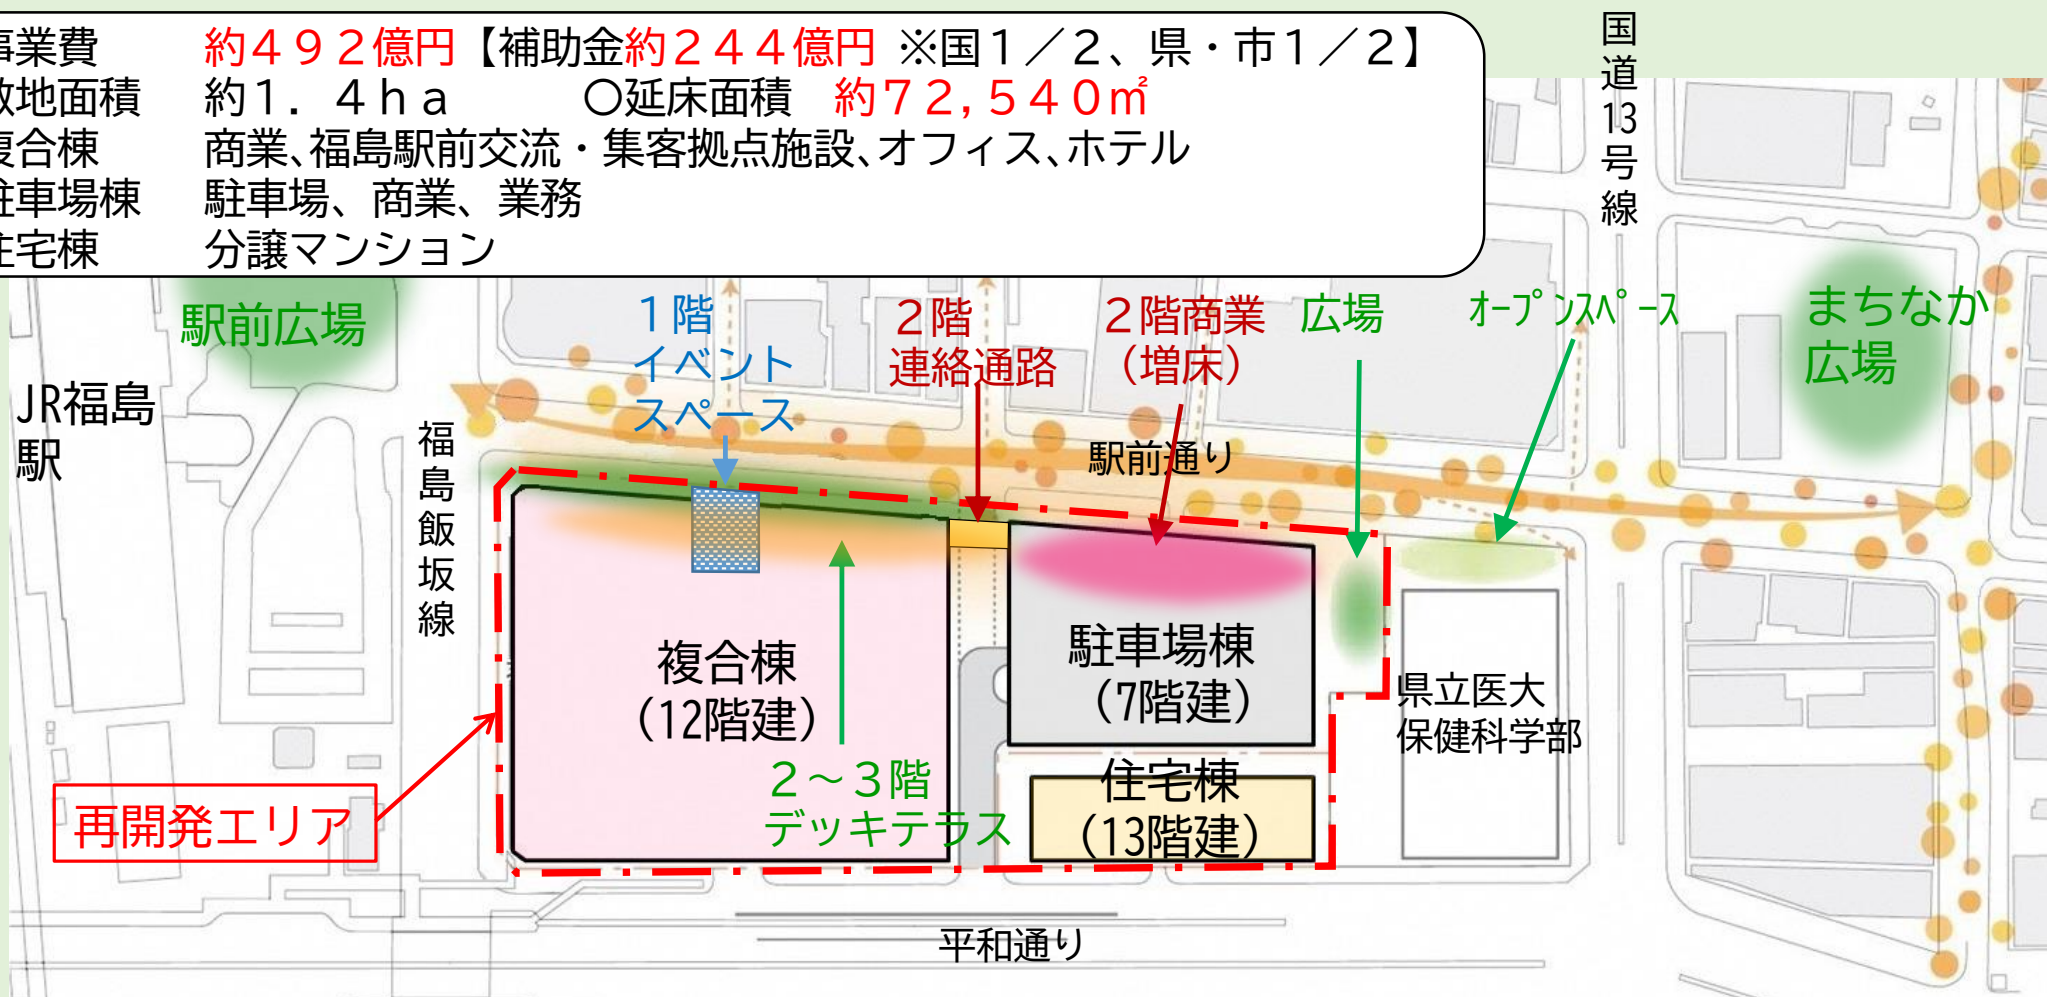 事業費 約４９２億円【補助金約２４４億円 ※国１／２、県・市１／２】
敷地面積 約１．４ｈａ ○延床面積 約７２,５４０㎡
複合棟 商業、福島駅前交流・集客拠点施設、オフィス、ホテル
駐車場棟 駐車場、商業、業務
住宅棟 分譲マンション
国道13号線
駅前広場
１階
イベント
スペース
２階
連絡通路
２階商業
（増床）
広場
ｵｰﾌﾟﾝｽﾍﾟｰｽ
まちなか
広場
JR福島
駅
福島飯坂線
駅前通り
複合棟
（12階建）
駐車場棟
（7階建）
県立医大
保健科学部
２～３階
デッキテラス
住宅棟
（13階建）
再開発エリア
平和通り